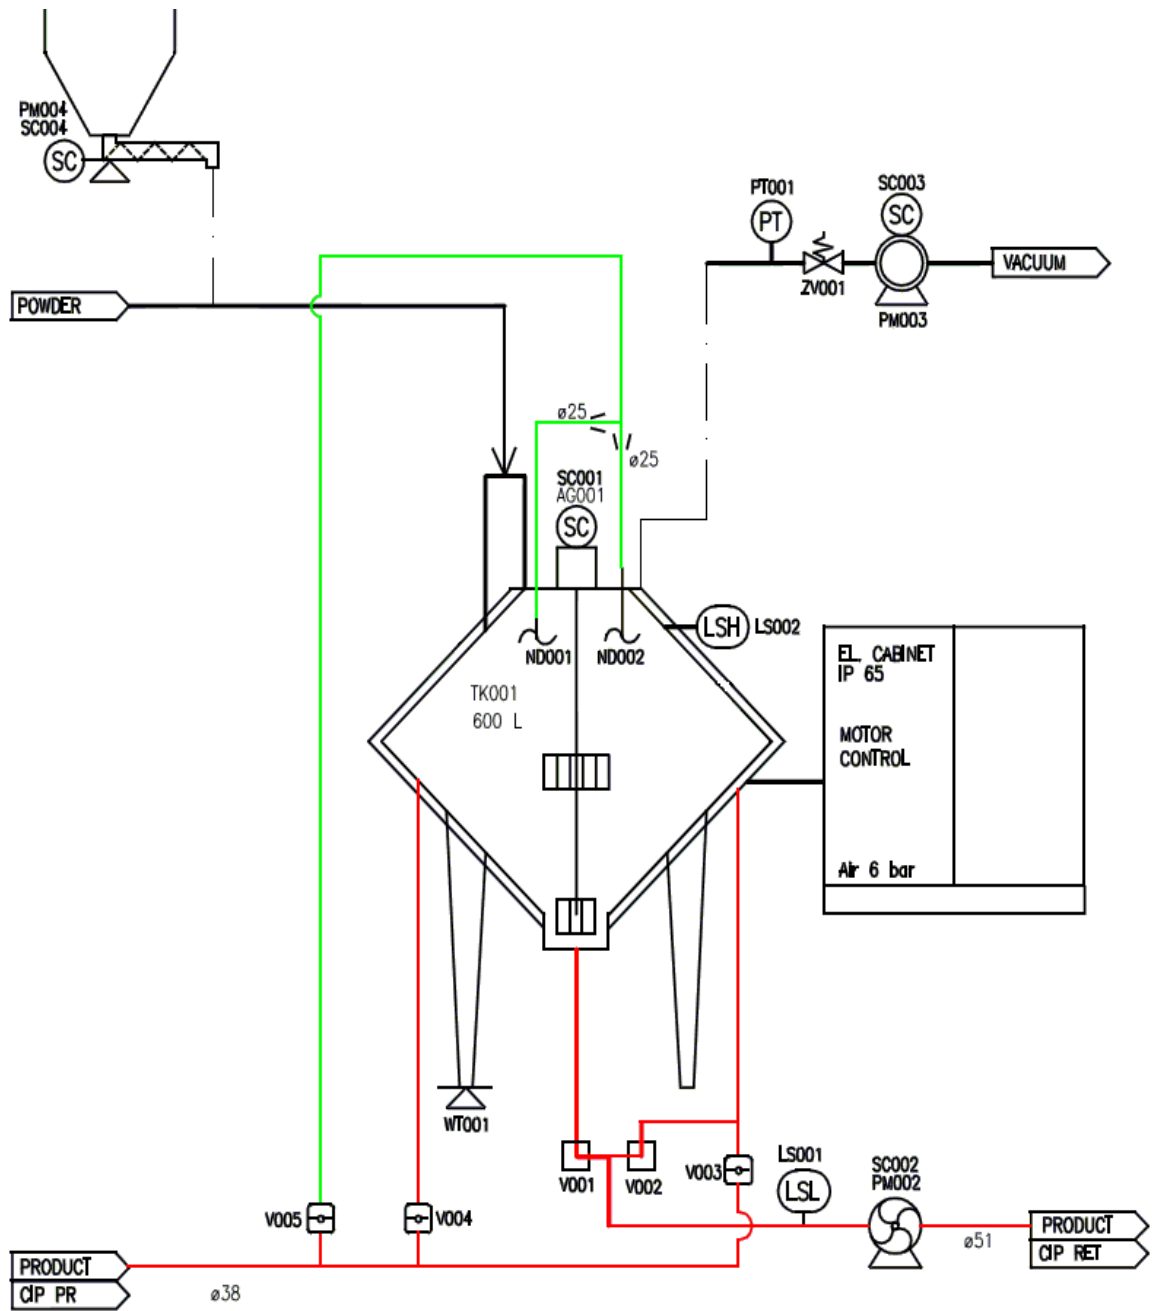 PM004
SC004
SC
PT001
PT
SC003
SC
VACUUM
ZV001
PM003
POWDER
ø25
ø25
SC001
AG001
SC
LSH
LS002
ND001
ND002
TK001
600 L
EL. CABINET
IP 65
MOTOR
CONTROL
Air 6 bar
WT001
V001
V002
V003
LS001
LSL
SC002
PM002
V005
V004
PRODUCT
CIP RET
ø51
PRODUCT
CIP PR
ø38